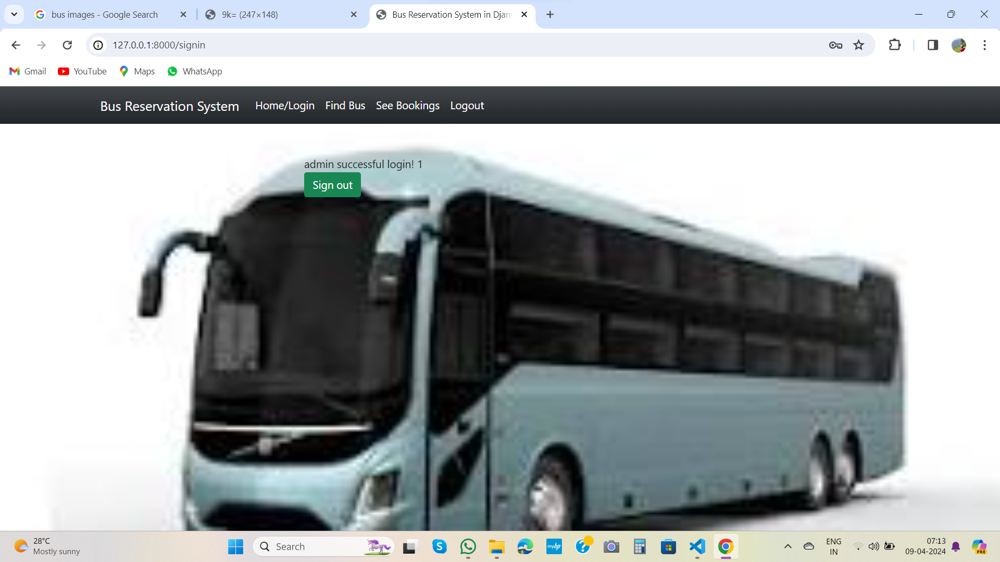 bus images - Google Search
9k= (247×148)
Bus Reservation System in Djan
127.0.0.1:8000/signin
Gmail
YouTube
Maps
WhatsApp
Bus Reservation System
Home/Login
Find Bus
See Bookings
Logout
admin successful login! 1
Sign out
28°C
Mostly sunny
Search
myhp
ENG
IN
07:13
09-04-2024
PRE